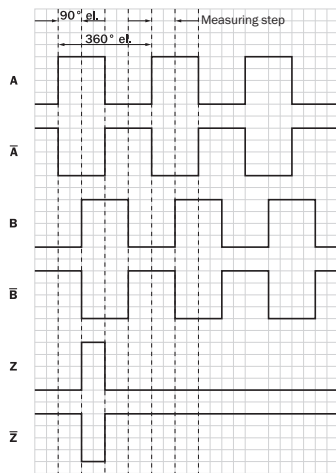 90° el.
Measuring step
360° el.
A
A̅
B
B̅
Z
Z̅